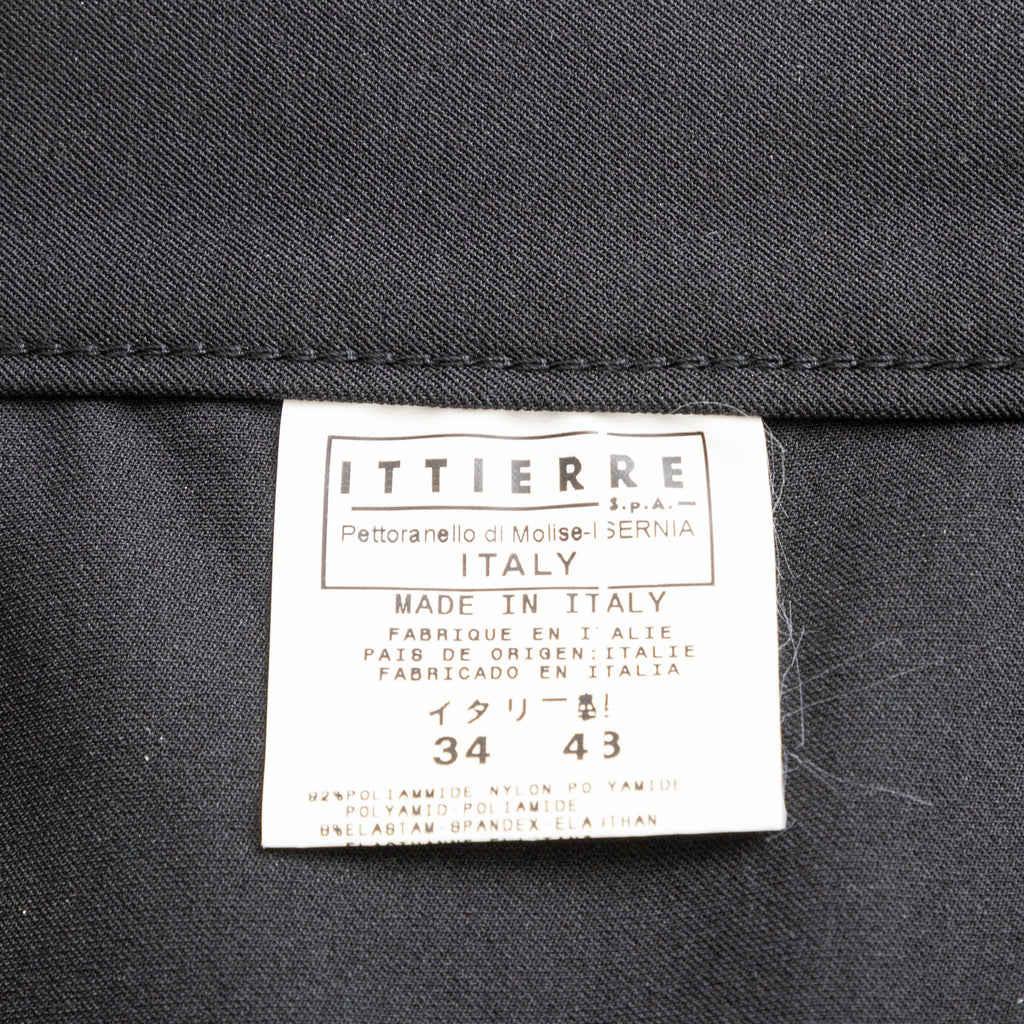 ITTIERRE
S.p.A.
Pettoranello di Molise-ISERNIA
ITALY
MADE IN ITALY
FABRIQUE EN ITALIE
PAIS DE ORIGEN:ITALIE
FABRICADO EN ITALIA
イタリー製
34 48
92%POLIAMMIDE-NYLON-POLYAMIDE
POLYAMID-POLIAMIDE
8%ELASTAM-SPANDEX-ELASTHAN